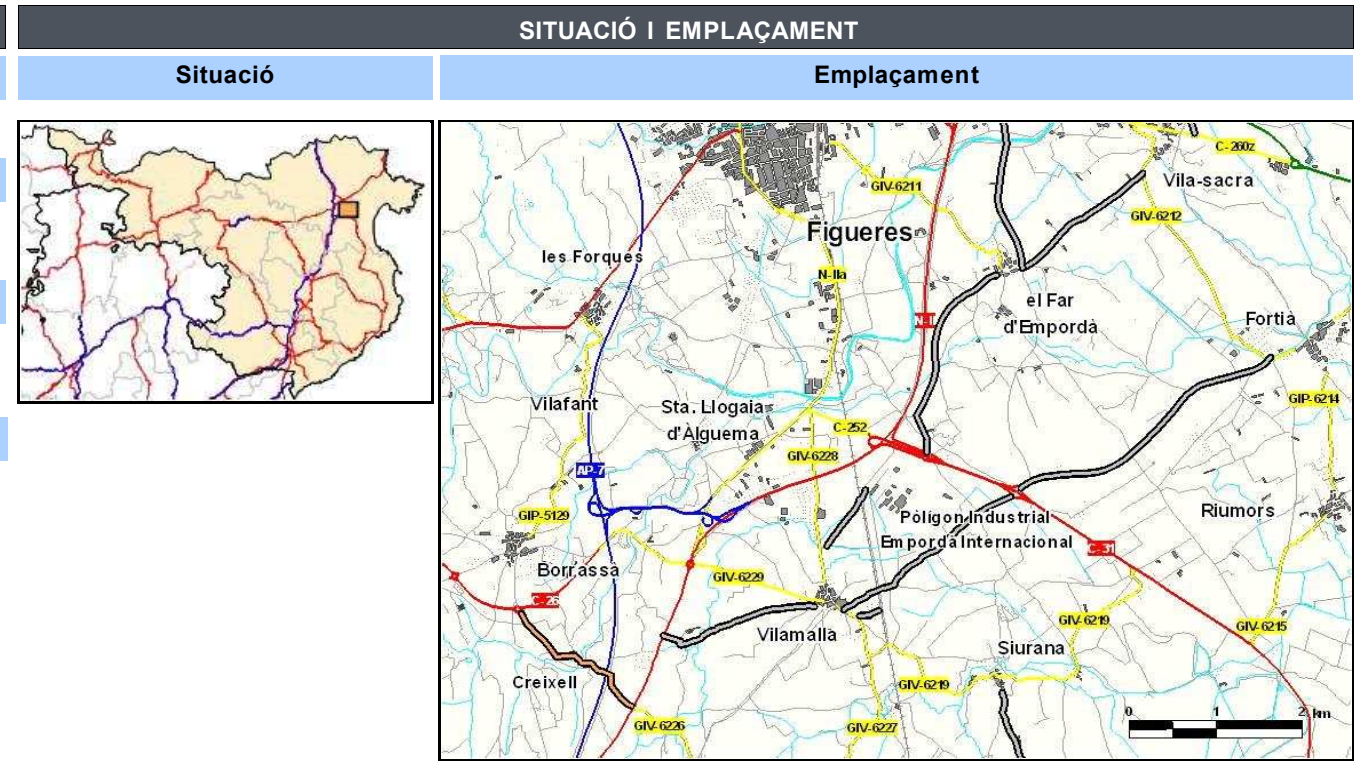 SITUACIÓ I EMPLAÇAMENT
Situació
Emplaçament
C-260z
Vila-sacra
GIV-6211
GIV-6212
Figueres
les Forques
N-IIa
el Far
d'Empordà
Fortià
GIP-6214
Vilafant
Sta. Llogaia
d'Àlguema
C-252
GIV-6228
AP-7
GIP-5129
Polígon Industrial
Empordà Internacional
Riumors
C-31
Borrassà
GIV-6229
C-26
Vilamalla
GIV-6219
GIV-6215
Siurana
Creixell
GIV-6219
GIV-6226
GIV-6227
0 1 2 km